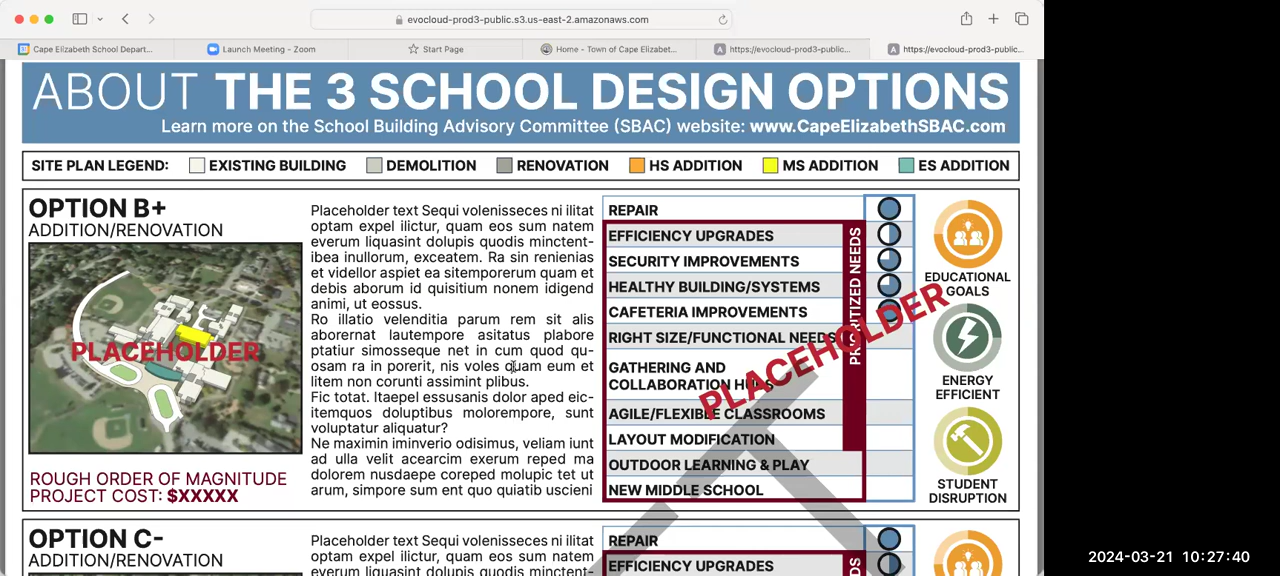 evocloud-prod3-public.s3.us-east-2.amazonaws.com
Cape Elizabeth School Depart...
Launch Meeting - Zoom
Start Page
Home - Town of Cape Elizabet...
https://evocloud-prod3-public...
https://evocloud-prod3-public...
ABOUT THE 3 SCHOOL DESIGN OPTIONS
Learn more on the School Building Advisory Committee (SBAC) website: www.CapeElizabethSBAC.com
SITE PLAN LEGEND: EXISTING BUILDING DEMOLITION RENOVATION HS ADDITION MS ADDITION ES ADDITION
OPTION B+
ADDITION/RENOVATION
PLACEHOLDER
ROUGH ORDER OF MAGNITUDE
PROJECT COST: $XXXXX
Placeholder text Sequi volenisseces ni ilitat
optam expel ilictur, quam eos sum natem
everum liquasint dolupis quodis minctent-
ibea inullorum, exceatem. Ra sin renienias
et videllor aspiet ea sitemporerum quam et
debis aborum id quisitium nonem idigend
animi, ut eossus.
Ro illatio velenditia parum rem sit alis
aborernat lautempore asitatus plabore
ptatiur simosseque net in cum quod qu-
osam ra in porerit, nis voles quam eum et
litem non corunti assimint plibus.
Fic totat. Itaepel essusanis dolor aped eic-
itemquos doluptibus molorempore, sunt
voluptatur aliquatur?
Ne maximin iminverio odisimus, veliam iunt
ad ulla velit acearcim exerum reped ma
dolorem nusdaepe coreped molupic tet ut
arum, simpore sum ent quo quiatib uscieni
REPAIR
EFFICIENCY UPGRADES
SECURITY IMPROVEMENTS
HEALTHY BUILDING/SYSTEMS
CAFETERIA IMPROVEMENTS
RIGHT SIZE/FUNCTIONAL NEEDS
GATHERING AND
COLLABORATION HUBS
AGILE/FLEXIBLE CLASSROOMS
LAYOUT MODIFICATION
OUTDOOR LEARNING & PLAY
NEW MIDDLE SCHOOL
PRIORITIZED NEEDS
PLACEHOLDER
EDUCATIONAL
GOALS
ENERGY
EFFICIENT
STUDENT
DISRUPTION
OPTION C-
ADDITION/RENOVATION
Placeholder text Sequi volenisseces ni ilitat
optam expel ilictur, quam eos sum natem
everum liquasint dolupis quodis minctent-
REPAIR
EFFICIENCY UPGRADES
2024-03-21 10:27:40